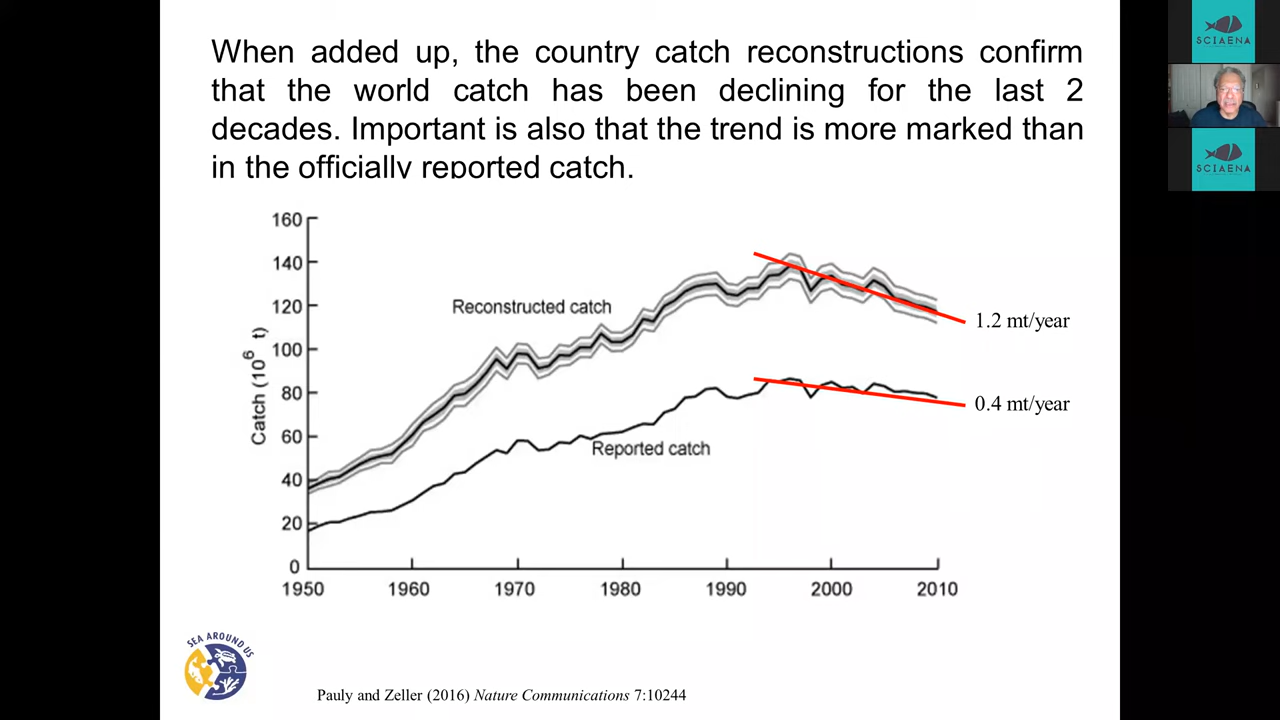 When added up, the country catch reconstructions confirm
that the world catch has been declining for the last 2
decades. Important is also that the trend is more marked than
in the officially reported catch.
SCIAENA
SCIAENA
160
140
120
100
80
60
40
20
0
Catch (10⁶ t)
Reconstructed catch
Reported catch
1.2 mt/year
0.4 mt/year
1950 1960 1970 1980 1990 2000 2010
SEA AROUND US
Pauly and Zeller (2016) Nature Communications 7:10244